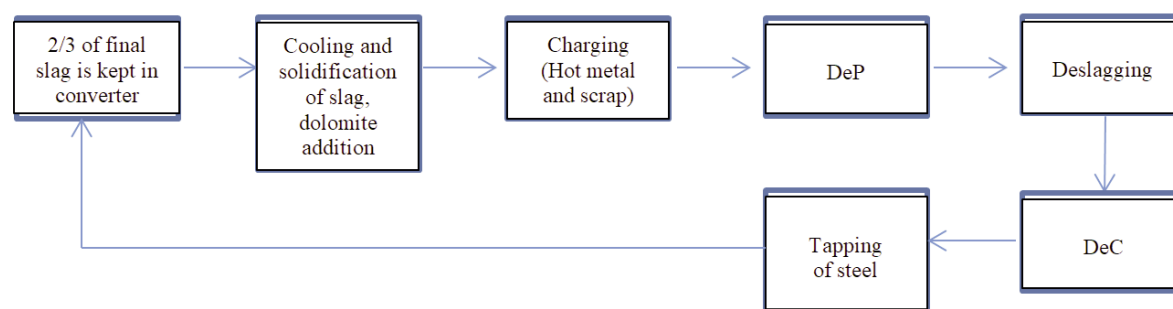 2/3 of final
slag is kept in
converter
Cooling and
solidification
of slag,
dolomite
addition
Charging
(Hot metal
and scrap)
DeP
Deslagging
DeC
Tapping
of steel